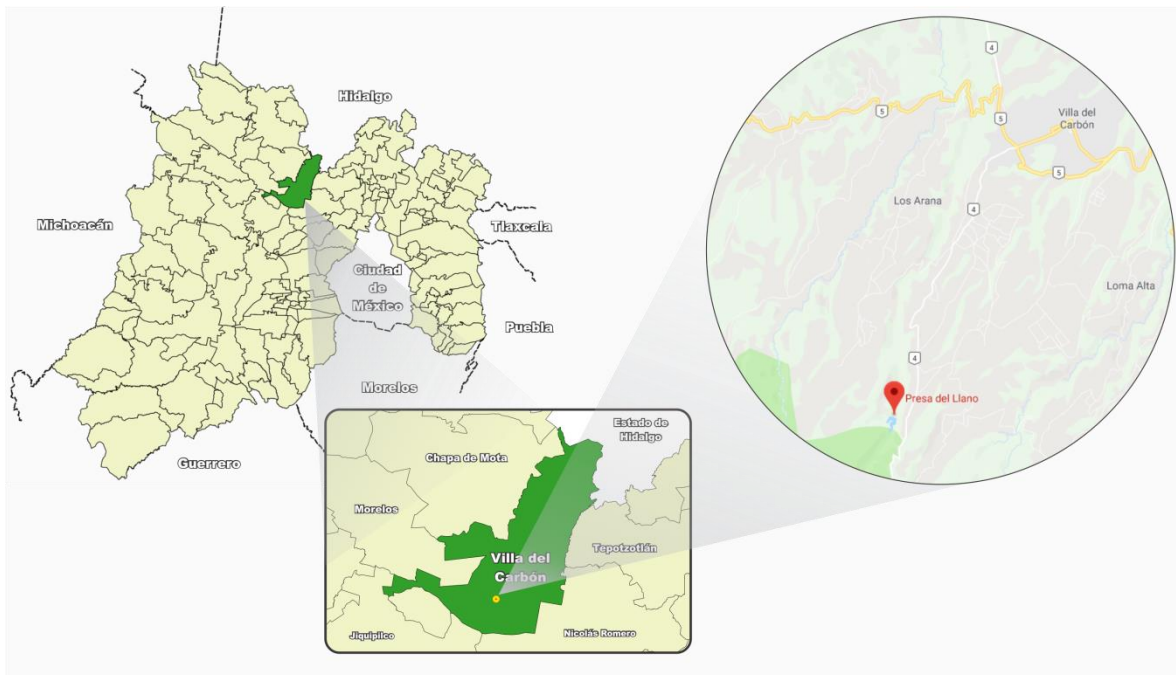 Hidalgo
Michoacán
Tlaxcala
Ciudad
de
México
Puebla
Morelos
Guerrero
Estado de
Hidalgo
Chapa de Mota
Morelos
Tepotzotlán
Villa del
Carbón
Jiquipilco
Nicolás Romero
4
5
5
Villa del
Carbón
5
Los Arana
4
Loma Alta
4
Presa del Llano